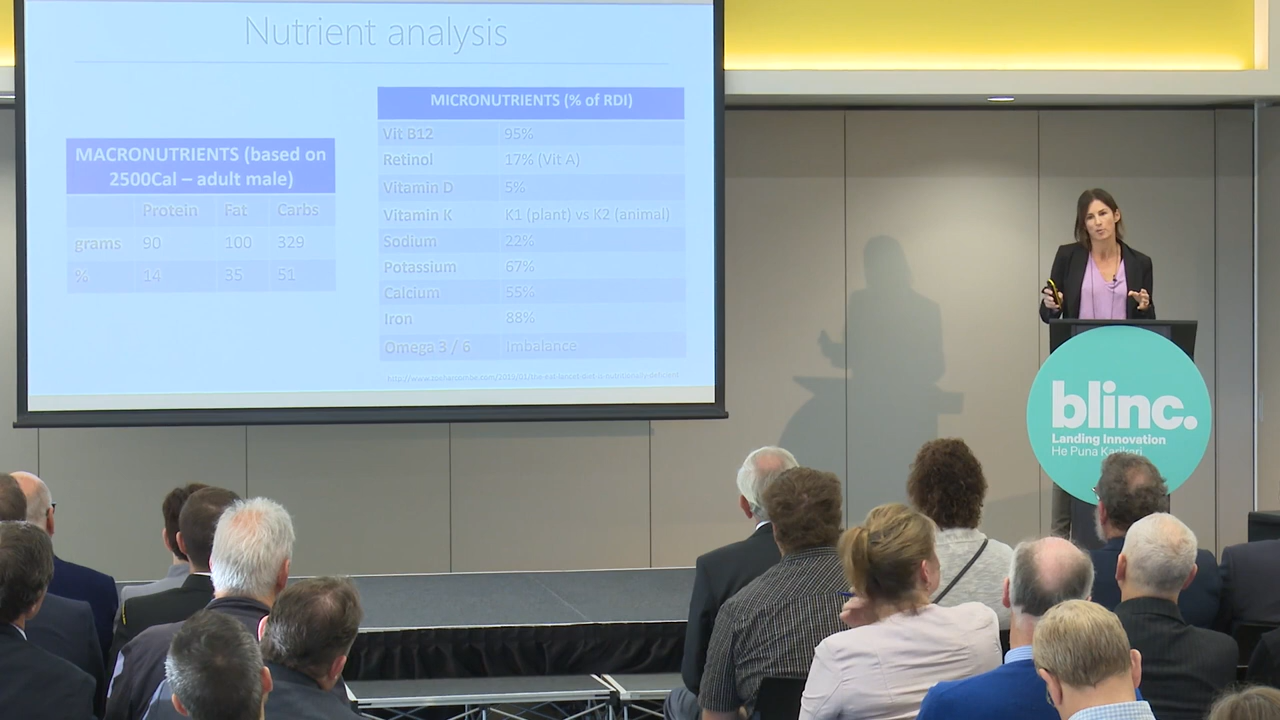 Nutrient analysis
MACRONUTRIENTS (based on
2500Cal – adult male)
Protein Fat Carbs
grams 90 100 329
% 14 35 51
MICRONUTRIENTS (% of RDI)
Vit B12 95%
Retinol 17% (Vit A)
Vitamin D 5%
Vitamin K K1 (plant) vs K2 (animal)
Sodium 22%
Potassium 67%
Calcium 55%
Iron 88%
Omega 3 / 6 Imbalance
blinc.
Landing Innovation
He Puna Karikari